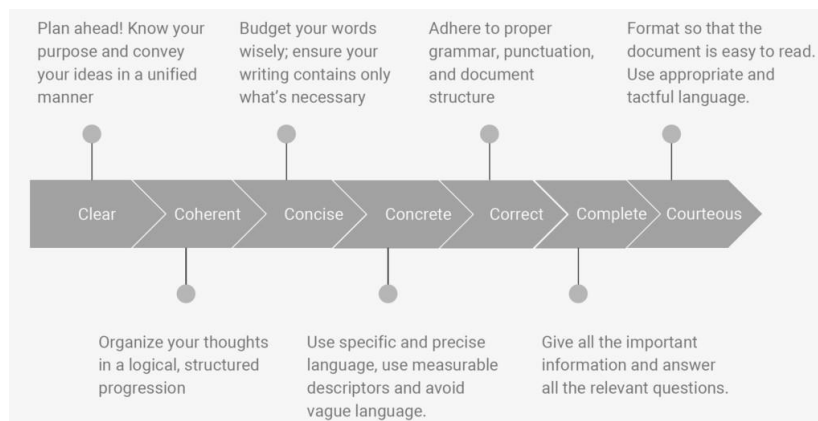 Plan ahead! Know your
purpose and convey
your ideas in a unified
manner
Budget your words
wisely; ensure your
writing contains only
what's necessary
Adhere to proper
grammar, punctuation,
and document
structure
Format so that the
document is easy to read.
Use appropriate and
tactful language.
Clear
Coherent
Concise
Concrete
Correct
Complete
Courteous
Organize your thoughts
in a logical, structured
progression
Use specific and precise
language, use measurable
descriptors and avoid
vague language.
Give all the important
information and answer
all the relevant questions.